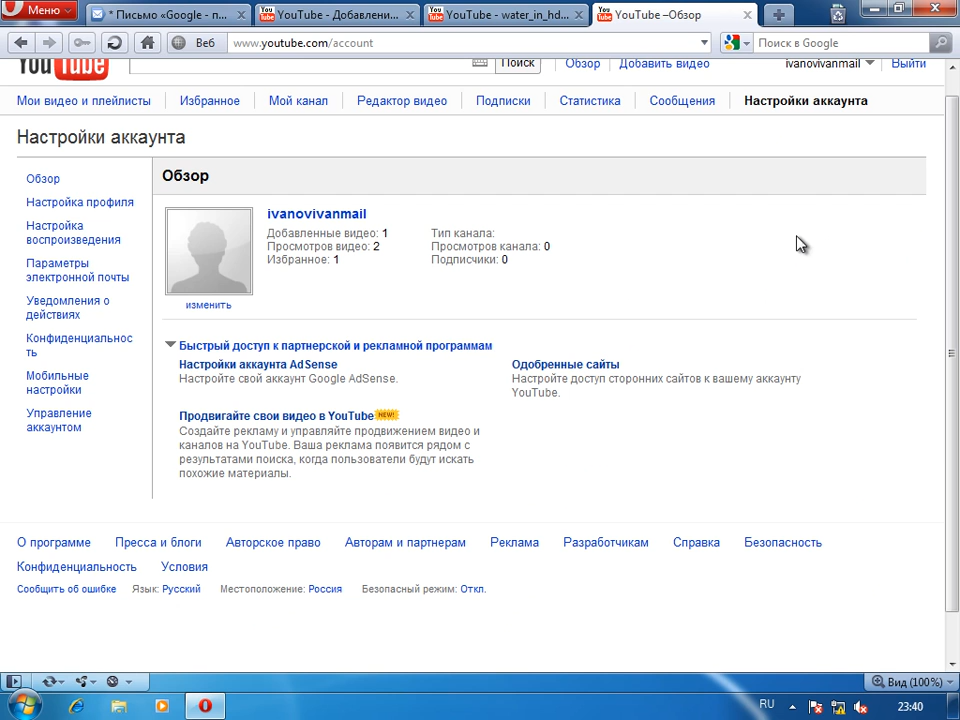 Меню
* Письмо «Google - п...
YouTube - Добавлени...
YouTube - water_in_hd...
YouTube –Обзор
Веб
www.youtube.com/account
Поиск в Google
You Tube
Поиск
Обзор
Добавить видео
ivanovivanmail
Выйти
Мои видео и плейлисты
Избранное
Мой канал
Редактор видео
Подписки
Статистика
Сообщения
Настройки аккаунта
Настройки аккаунта
Обзор
Настройка профиля
Настройка
воспроизведения
Параметры
электронной почты
Уведомления о
действиях
Конфиденциальнос
ть
Мобильные
настройки
Управление
аккаунтом
Обзор
ivanovivanmail
Добавленные видео: 1
Просмотров видео: 2
Избранное: 1
Тип канала:
Просмотров канала: 0
Подписчики: 0
изменить
Быстрый доступ к партнерской и рекламной программам
Настройки аккаунта AdSense
Настройте свой аккаунт Google AdSense.
Одобренные сайты
Настройте доступ сторонних сайтов к вашему аккаунту
YouTube.
Продвигайте свои видео в YouTube NEW!
Создайте рекламу и управляйте продвижением видео и
каналов на YouTube. Ваша реклама появится рядом с
результатами поиска, когда пользователи будут искать
похожие материалы.
О программе
Пресса и блоги
Авторское право
Авторам и партнерам
Реклама
Разработчикам
Справка
Безопасность
Конфиденциальность
Условия
Сообщить об ошибке
Язык: Русский
Местоположение: Россия
Безопасный режим: Откл.
Вид (100%)
RU
23:40